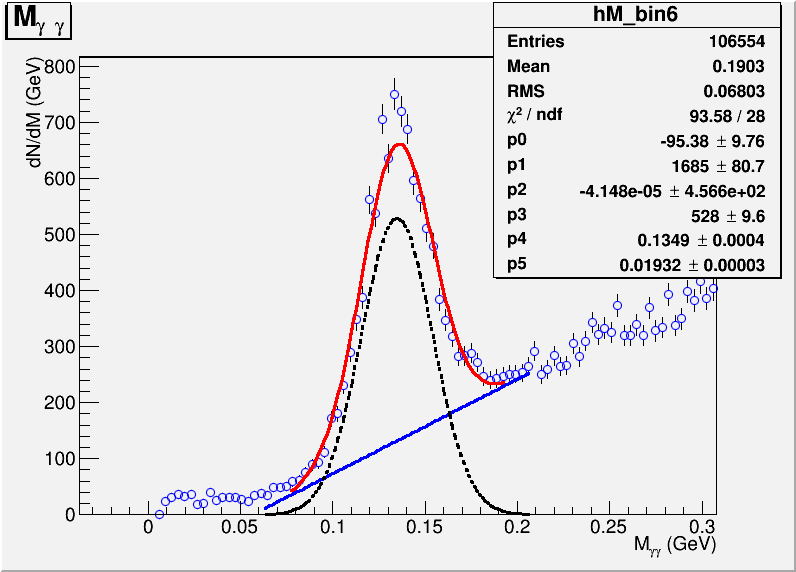 M_γ γ
hM_bin6
Entries 106554
Mean 0.1903
RMS 0.06803
χ² / ndf 93.58 / 28
p0 -95.38 ± 9.76
p1 1685 ± 80.7
p2 -4.148e-05 ± 4.566e+02
p3 528 ± 9.6
p4 0.1349 ± 0.0004
p5 0.01932 ± 0.00003
dN/dM (GeV)
800
700
600
500
400
300
200
100
0
0 0.05 0.1 0.15 0.2 0.25 0.3
M_γγ (GeV)